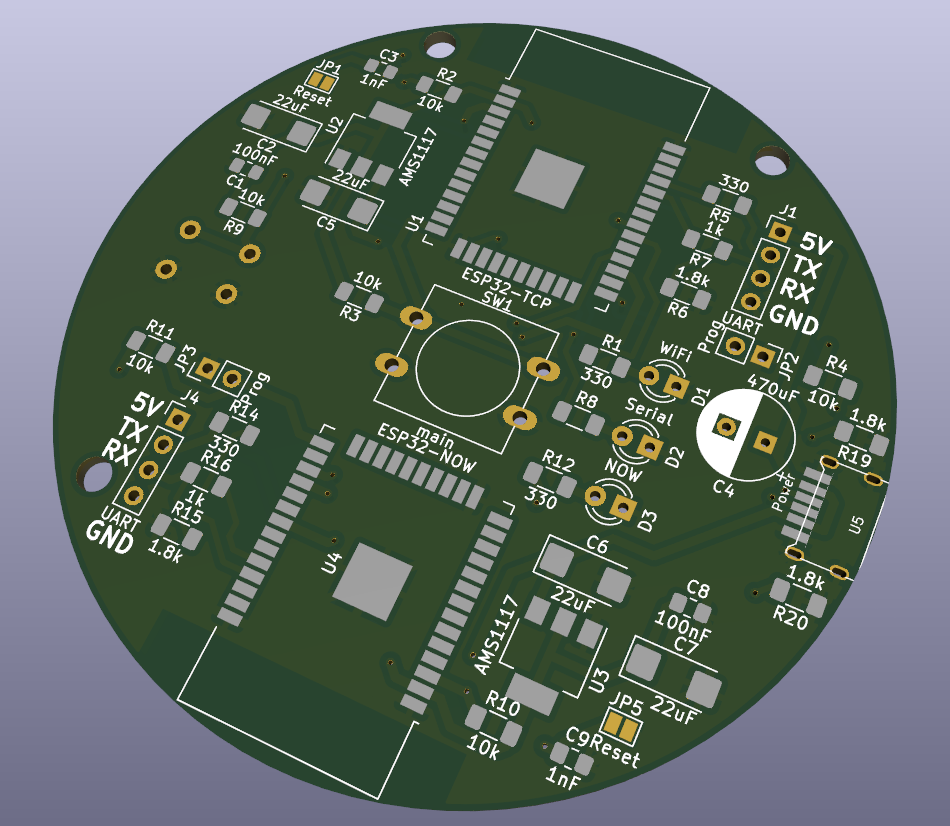 JP1
Reset
C3
1nF
R2
10k
22uF
C2
U2
AMS1117
100nF
C1
22uF
C5
10k
R9
U1
ESP32-TCP
SW1
main
ESP32-NOW
330
R5
1k
R7
1.8k
R6
J1
5V
TX
RX
GND
UART
Prog
JP2
10k
R3
R11
10k
JP3
Prog
J4
5V
TX
RX
UART
GND
R14
330
R16
1k
R15
1.8k
R1
330
WiFi
D1
R8
Serial
D2
R12
330
NOW
D3
470uF
C4
R4
10k
1.8k
R19
Power
U5
1.8k
R20
U4
C6
22uF
AMS1117
U3
C8
100nF
C7
22uF
R10
10k
JP5
Reset
C9
1nF